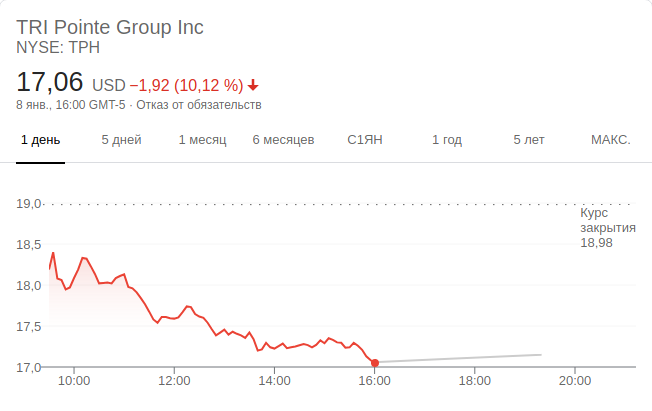 TRI Pointe Group Inc
NYSE: TPH
17,06 USD −1,92 (10,12 %)
8 янв., 16:00 GMT-5 · Отказ от обязательств
1 день 5 дней 1 месяц 6 месяцев С1ЯН 1 год 5 лет МАКС.
19,0
Курс
закрытия
18,98
18,5
18,0
17,5
17,0
10:00 12:00 14:00 16:00 18:00 20:00